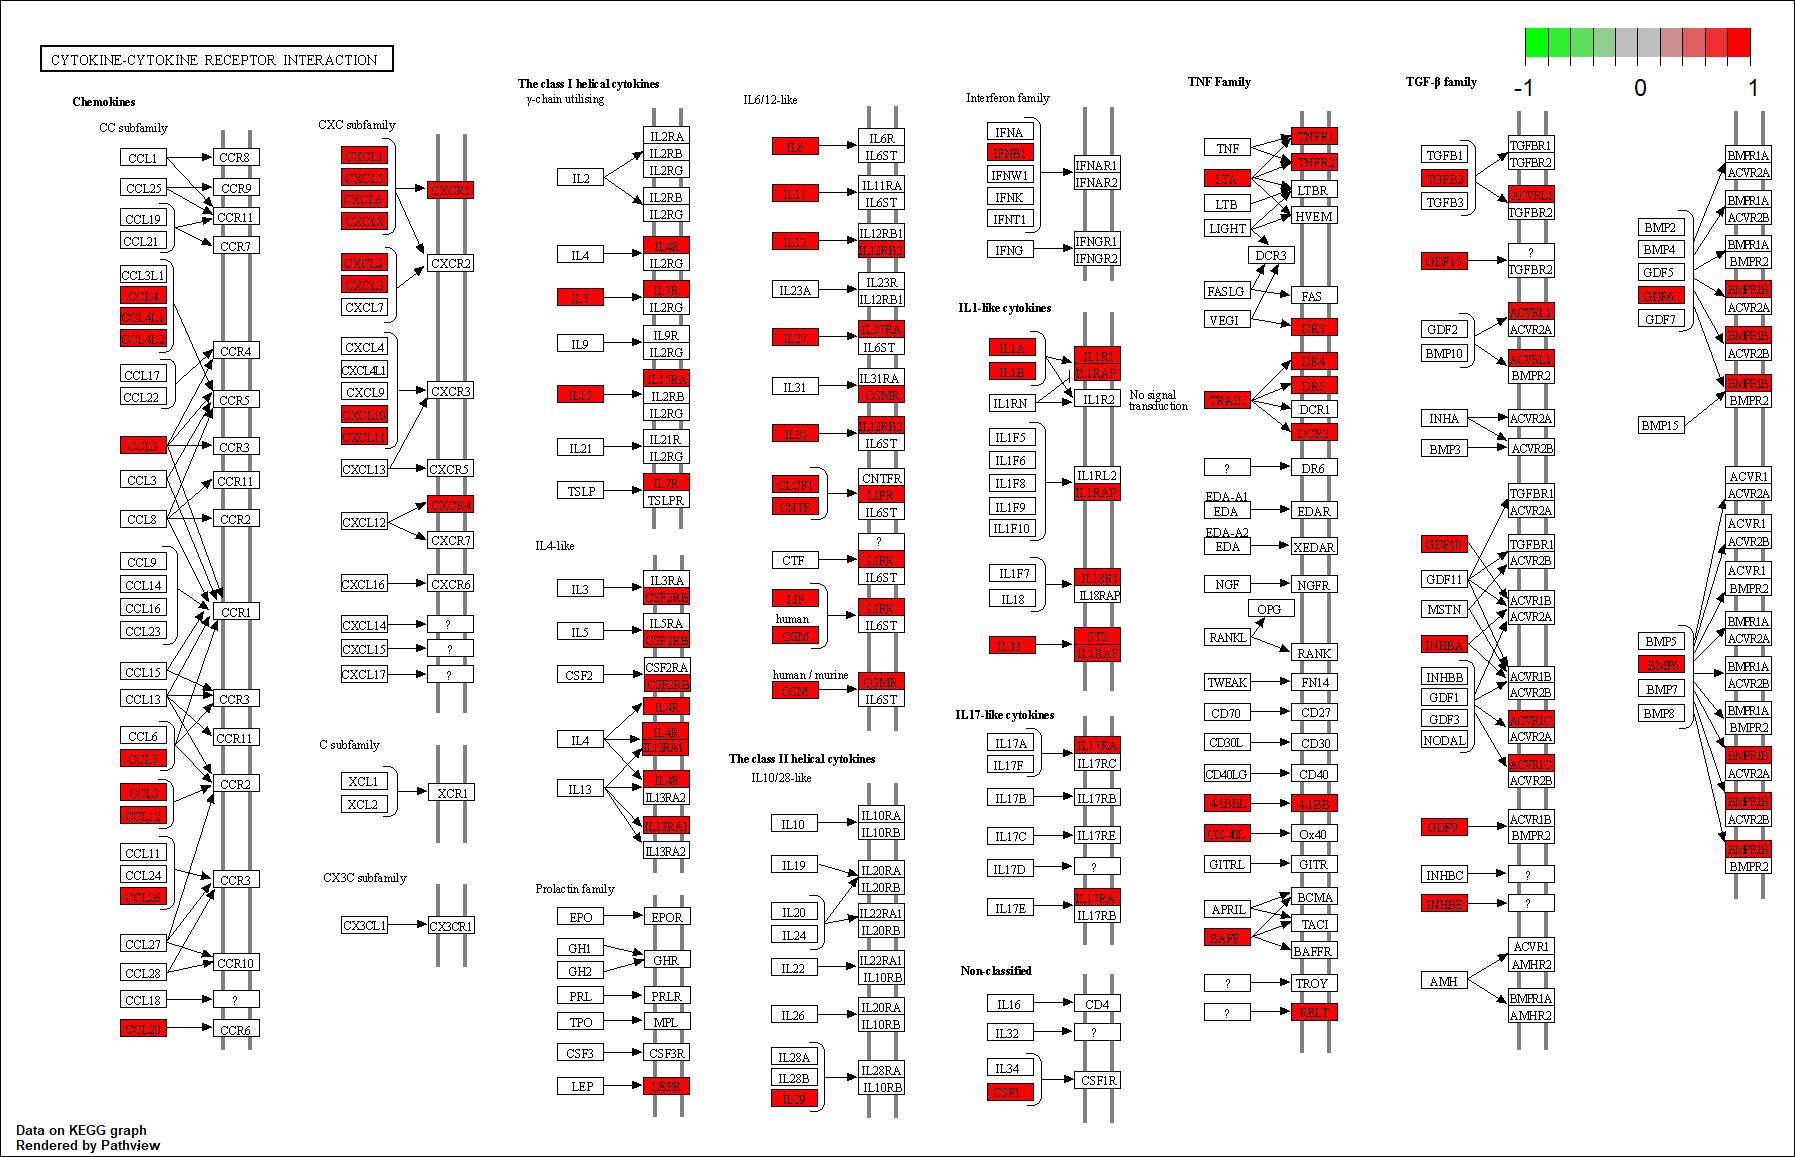 CYTOKINE-CYTOKINE RECEPTOR INTERACTION
-1
0
1
Chemokines
CC subfamily
CCL1
CCR8
CCL25
CCR9
CCL19
CCR11
CCL21
CCR7
CCL3L1
CCL4
CCL4L1
CCL4L2
CCR4
CCL17
CCL22
CCR5
CCL5
CCR3
CCL3
CCR11
CCL8
CCR2
CCL9
CCL14
CCL16
CCR1
CCL23
CCL15
CCL13
CCR3
CCL6
CCR11
CCL7
CCR2
CCL2
CCL12
CCL11
CCL24
CCR3
CCL26
CCL27
CCR10
CCL28
CCL18
?
CCL20
CCR6
CXC subfamily
CXCL1
CXCL5
CXCR1
CXCL6
CXCL8
CXCL2
CXCR2
CXCL3
CXCL7
CXCL4
CXCL4L1
CXCL9
CXCR3
CXCL10
CXCL11
CXCL13
CXCR5
CXCR4
CXCL12
CXCR7
CXCL16
CXCR6
CXCL14
?
CXCL15
?
CXCL17
?
C subfamily
XCL1
XCR1
XCL2
CX3C subfamily
CX3CL1
CX3CR1
The class I helical cytokines
γ-chain utilising
IL2RA
IL2RB
IL2RG
IL2
IL2RB
IL2RG
IL4R
IL4
IL2RG
IL7R
IL7
IL2RG
IL9R
IL9
IL2RG
IL15RA
IL15
IL2RB
IL2RG
IL21R
IL21
IL2RG
IL7R
TSLP
TSLPR
IL4-like
IL3RA
IL3
CSF2RB
IL5RA
IL5
CSF2RB
CSF2RA
CSF2
CSF2RB
IL4R
IL4
IL4R
IL13RA1
IL4R
IL13
IL13RA2
IL13RA1
IL13RA2
Prolactin family
EPO
EPOR
GH1
GHR
GH2
PRL
PRLR
TPO
MPL
CSF3
CSF3R
LEP
LEPR
IL6/12-like
IL6R
IL6
IL6ST
IL11RA
IL11
IL6ST
IL12RB1
IL12
IL12RB2
IL23R
IL23A
IL12RB1
IL27RA
IL27
IL6ST
IL31RA
IL31
OSMR
IL12RB2
IL35
IL6ST
CNTFR
CLCF1
LIFR
CNTF
IL6ST
?
CTF
LIFR
IL6ST
LIF
LIFR
human
IL6ST
OSM
human / murine
OSMR
OSM
IL6ST
The class II helical cytokines
IL10/28-like
IL10RA
IL10
IL10RB
IL19
IL20RA
IL20RB
IL20
IL22RA1
IL24
IL20RB
IL22RA1
IL22
IL10RB
IL20RA
IL26
IL10RB
IL28A
IL28RA
IL28B
IL10RB
IL29
Interferon family
IFNA
IFNB1
IFNAR1
IFNW1
IFNAR2
IFNK
IFNT1
IFNGR1
IFNG
IFNGR2
IL1-like cytokines
IL1A
IL1R1
IL1B
IL1RAP
IL1RN
IL1R2
No signal
transduction
IL1F5
IL1F6
IL1RL2
IL1F8
IL1RAP
IL1F9
IL1F10
IL1F7
IL18R1
IL18
IL18RAP
ST2
IL33
IL1RAP
IL17-like cytokines
IL17A
IL17RA
IL17F
IL17RC
IL17B
IL17RB
IL17C
IL17RE
IL17D
?
IL17RA
IL17E
IL17RB
Non-classified
IL16
CD4
IL32
?
IL34
CSF1R
CSF1
TNF Family
TNFR1
TNF
TNFR2
LTA
LTBR
LTB
HVEM
LIGHT
DCR3
FASLG
FAS
VEGI
DR3
DR4
DR5
TRAIL
DCR1
DCR2
?
DR6
EDA-A1
EDA
EDAR
EDA-A2
EDA
XEDAR
NGF
NGFR
OPG
RANKL
RANK
TWEAK
FN14
CD70
CD27
CD30L
CD30
CD40LG
CD40
4-1BBL
4-1BB
OX-40L
Ox40
GITRL
GITR
BCMA
APRIL
TACI
BAFF
BAFFR
?
TROY
?
RELT
TGF-β family
TGFBR1
TGFB1
TGFBR2
TGFB2
ACVRL1
TGFB3
TGFBR2
?
GDF15
TGFBR2
ACVRL1
GDF2
ACVR2A
BMP10
ACVRL1
BMPR2
INHA
ACVR2A
BMP3
ACVR2B
TGFBR1
ACVR2A
GDF10
TGFBR1
ACVR2B
GDF11
ACVR1B
MSTN
ACVR2A
INHBA
INHBB
ACVR1B
ACVR2B
GDF1
GDF3
ACVR1C
ACVR2A
NODAL
ACVR1C
ACVR2B
ACVR1B
GDF9
BMPR2
INHBC
?
INHBE
?
ACVR1
AMHR2
AMH
BMPR1A
AMHR2
BMPR1A
ACVR2A
BMPR1A
ACVR2B
BMP2
BMPR1A
BMP4
BMPR2
GDF5
BMPR1B
GDF6
ACVR2A
GDF7
BMPR1B
ACVR2B
BMPR1B
BMPR2
BMP15
ACVR1
ACVR2A
ACVR1
ACVR2B
ACVR1
BMPR2
BMPR1A
BMP5
ACVR2A
BMP6
BMPR1A
BMP7
ACVR2B
BMP8
BMPR1A
BMPR2
BMPR1B
ACVR2A
BMPR1B
ACVR2B
BMPR1B
BMPR2
Data on KEGG graph
Rendered by Pathview